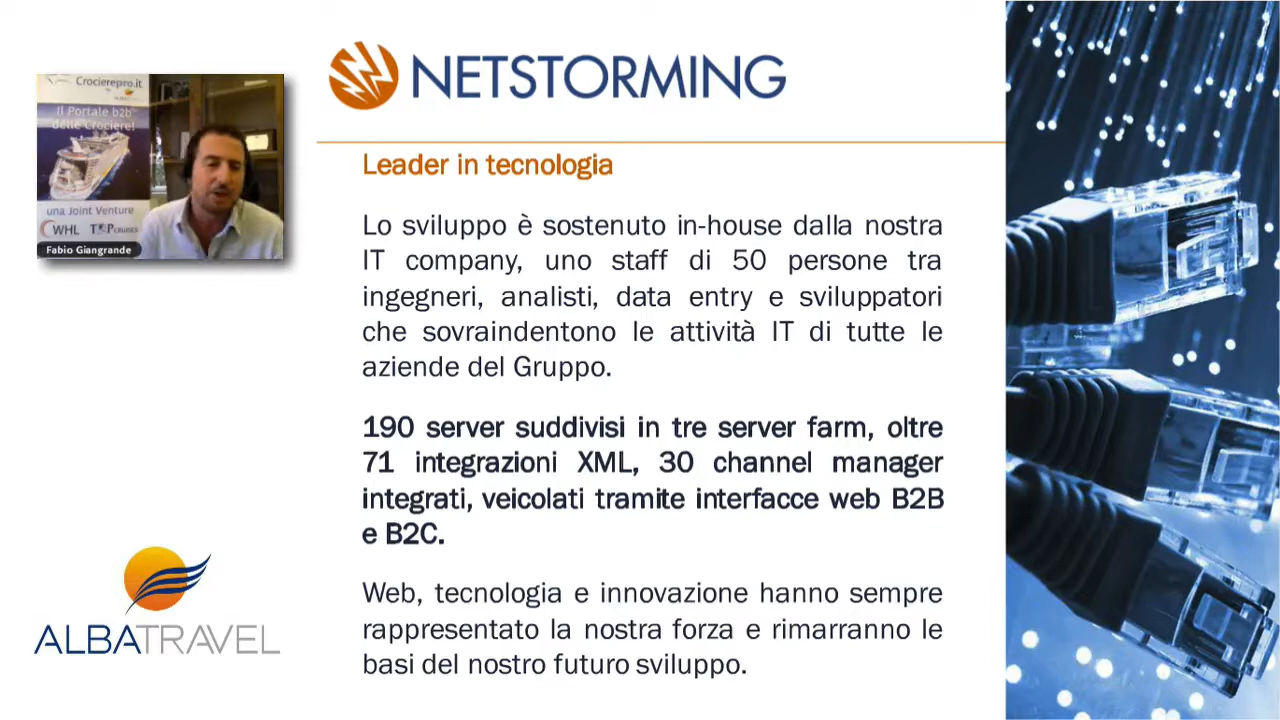 Crocierepro.it
Il Portale b2b
delle Crociere!
una Joint Venture
WHL TOP CRUISES
Fabio Giangrande
NETSTORMING
Leader in tecnologia
Lo sviluppo è sostenuto in-house dalla nostra
IT company, uno staff di 50 persone tra
ingegneri, analisti, data entry e sviluppatori
che sovraindentono le attività IT di tutte le
aziende del Gruppo.
190 server suddivisi in tre server farm, oltre
71 integrazioni XML, 30 channel manager
integrati, veicolati tramite interfacce web B2B
e B2C.
Web, tecnologia e innovazione hanno sempre
rappresentato la nostra forza e rimarranno le
basi del nostro futuro sviluppo.
ALBATRAVEL